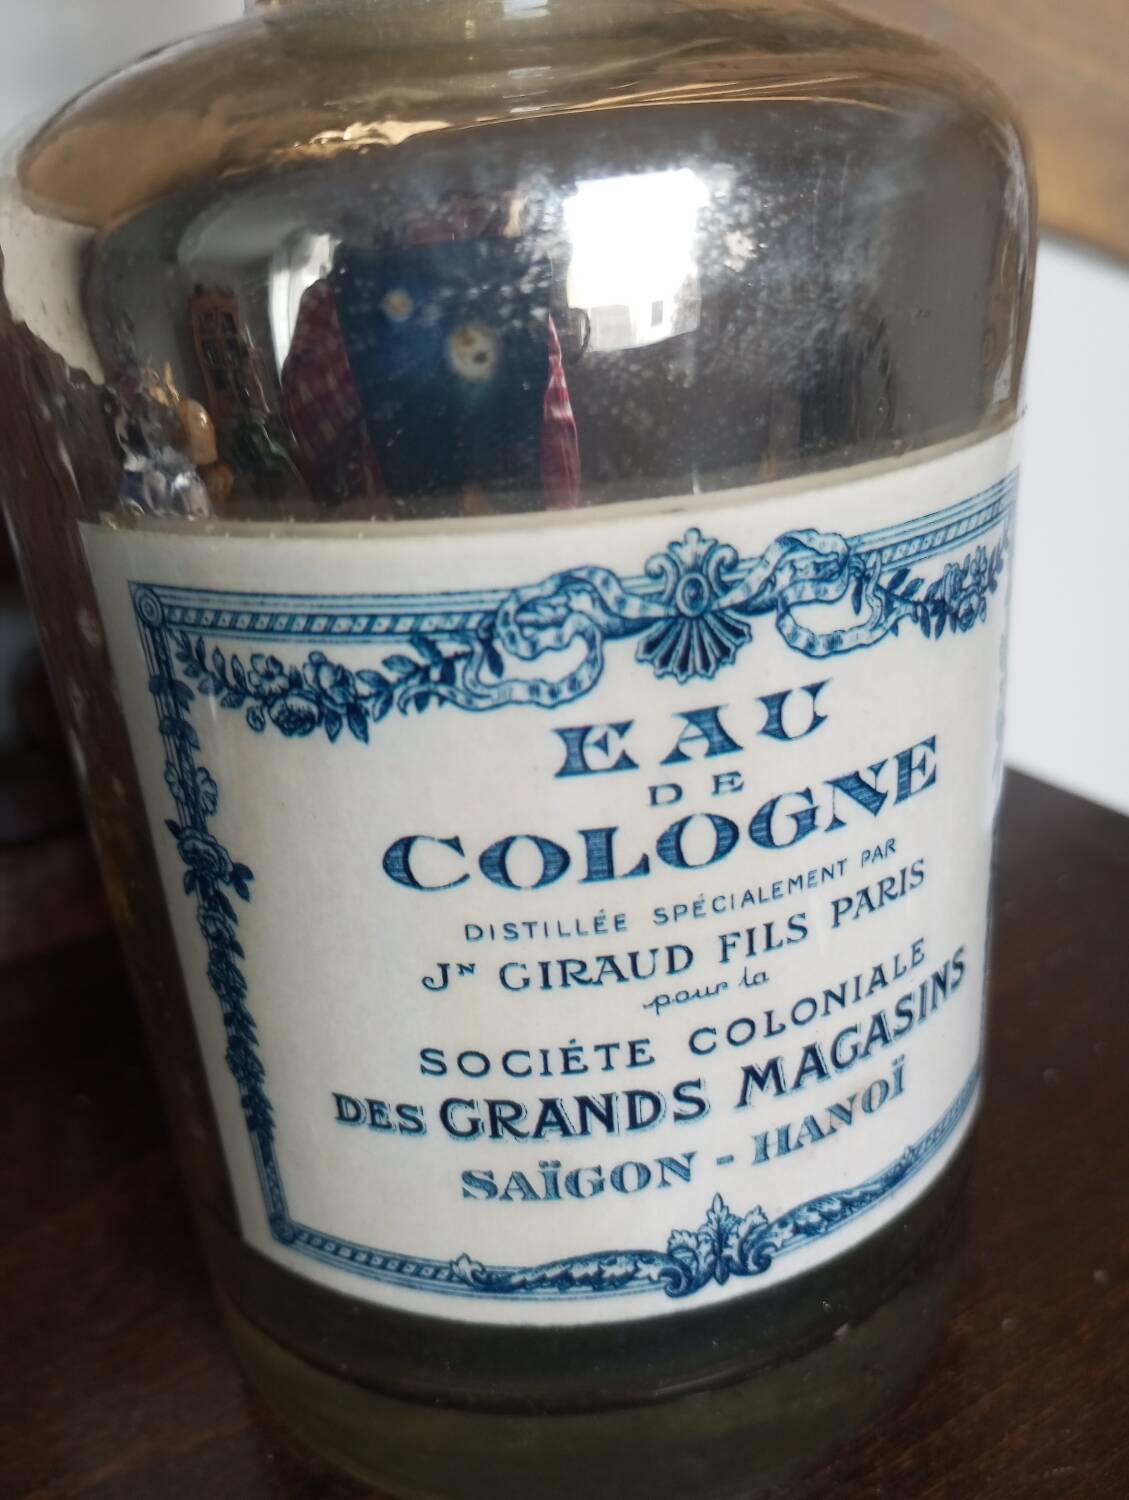 EAU
DE
COLOGNE
DISTILLÉE SPÉCIALEMENT PAR
JN GIRAUD FILS PARIS
pour la
SOCIÉTE COLONIALE
DES GRANDS MAGASINS
SAÏGON - HANOÏ